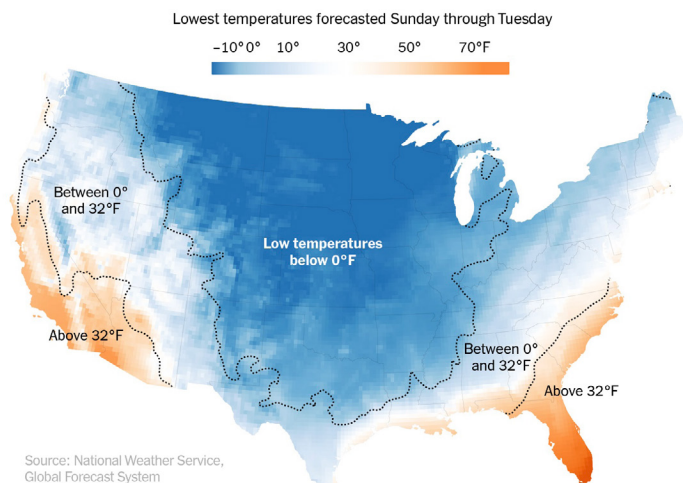 Lowest temperatures forecasted Sunday through Tuesday
–10° 0° 10° 30° 50° 70°F
Between 0°
and 32°F
Low temperatures
below 0°F
Above 32°F
Between 0°
and 32°F
Above 32°F
Source: National Weather Service,
Global Forecast System